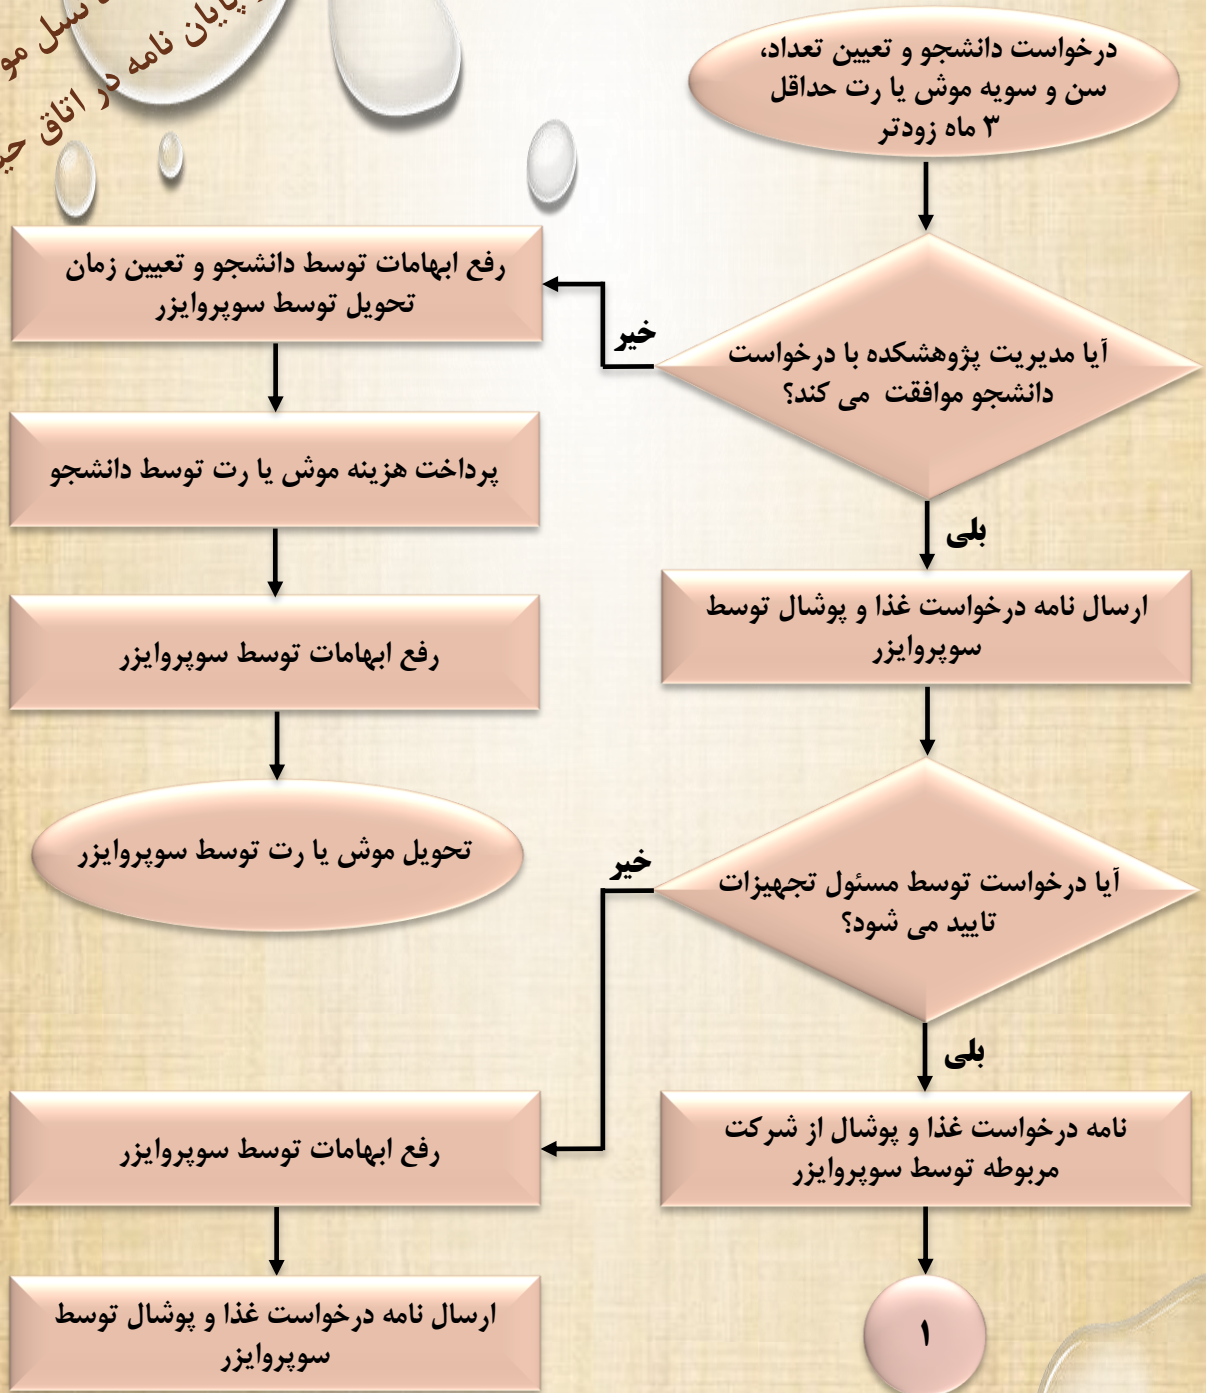 نسل مو
پایان نامه در اتاق
درخواست دانشجو و تعیین تعداد،
سن و سویه موش یا رت حداقل
۳ ماه زودتر
آیا مدیریت پژوهشکده با درخواست
دانشجو موافقت می کند؟
خیر
رفع ابهامات توسط دانشجو و تعیین زمان
تحویل توسط سوپروایزر
پرداخت هزینه موش یا رت توسط دانشجو
رفع ابهامات توسط سوپروایزر
تحویل موش یا رت توسط سوپروایزر
بلی
ارسال نامه درخواست غذا و پوشال توسط
سوپروایزر
آیا درخواست توسط مسئول تجهیزات
تایید می شود؟
خیر
رفع ابهامات توسط سوپروایزر
ارسال نامه درخواست غذا و پوشال توسط
سوپروایزر
بلی
نامه درخواست غذا و پوشال از شرکت
مربوطه توسط سوپروایزر
۱